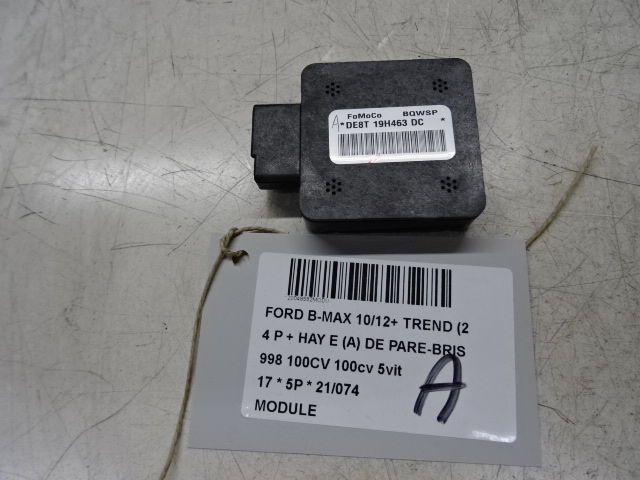 FoMoCo BQWSP
A *DE8T 19H463 DC *
FORD B-MAX 10/12+ TREND (2
4 P + HAY E (A) DE PARE-BRIS
998 100CV 100cv 5vit
17 * 5P * 21/074
MODULE
A